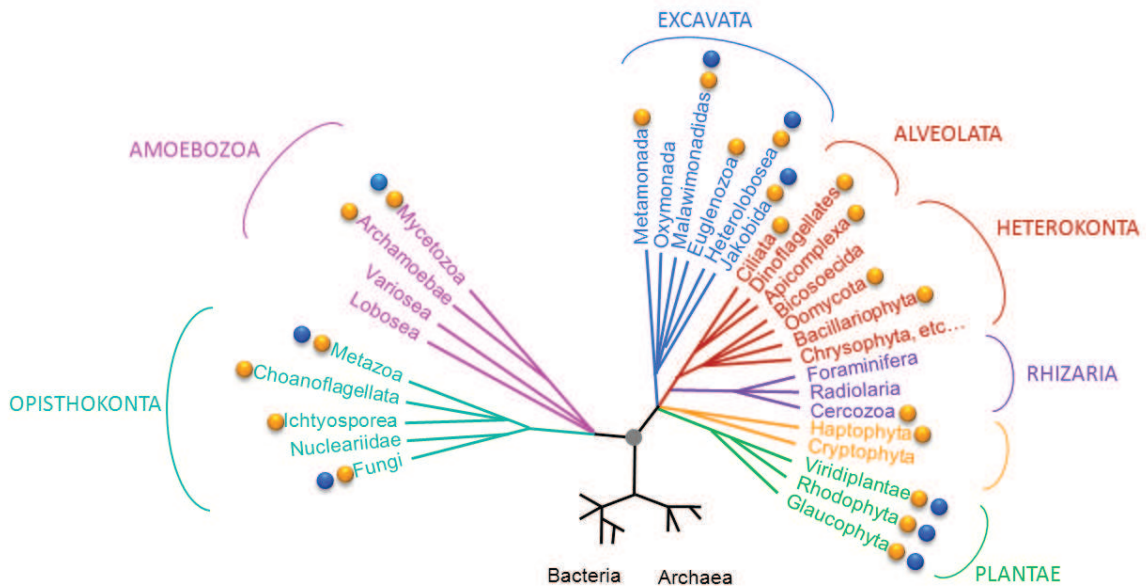 EXCAVATA
Metamonada
Oxymonada
Malawimonadidas
Euglenozoa
Heterolobosea
Jakobida
ALVEOLATA
Ciliata
Dinoflagellates
Apicomplexa
HETEROKONTA
Bicosoecida
Oomycota
Bacillariophyta
Chrysophyta, etc...
RHIZARIA
Foraminifera
Radiolaria
Cercozoa
Haptophyta
Cryptophyta
Viridiplantae
Rhodophyta
Glaucophyta
PLANTAE
AMOEBOZOA
Mycetozoa
Archamoebae
Variosea
Lobosea
OPISTHOKONTA
Metazoa
Choanoflagellata
Ichtyosporea
Nucleariidae
Fungi
Bacteria
Archaea